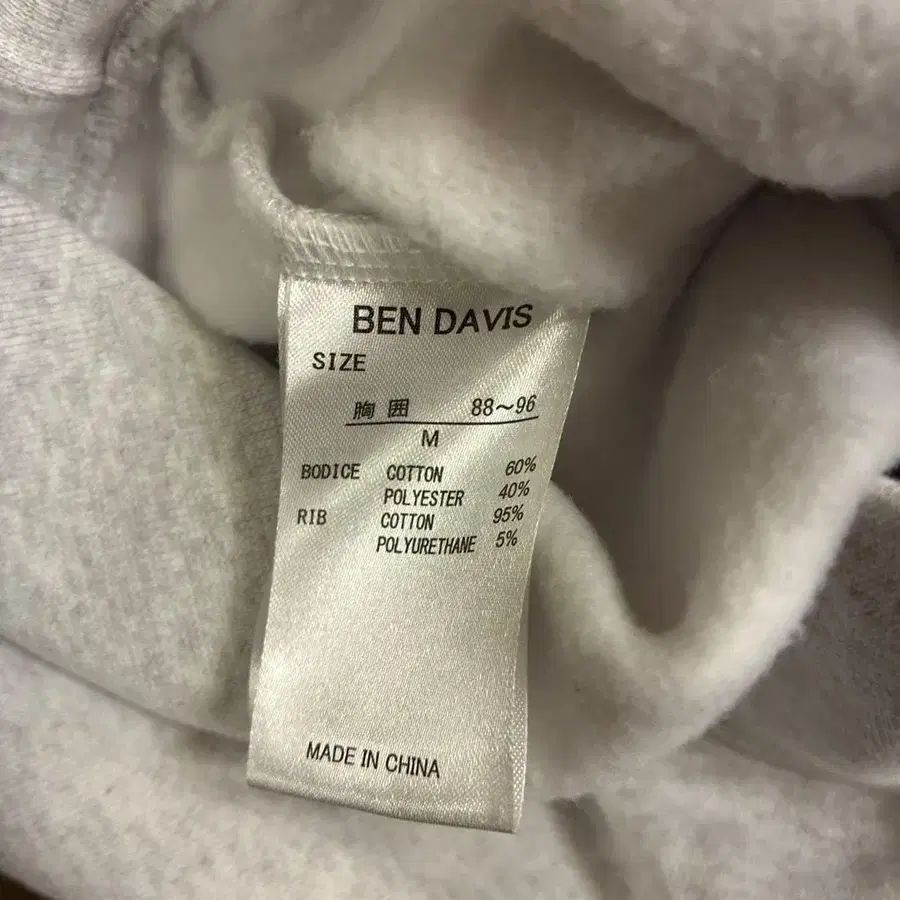 BEN DAVIS
SIZE
胸囲 88～96
M
BODICE COTTON 60%
POLYESTER 40%
RIB COTTON 95%
POLYURETHANE 5%
MADE IN CHINA